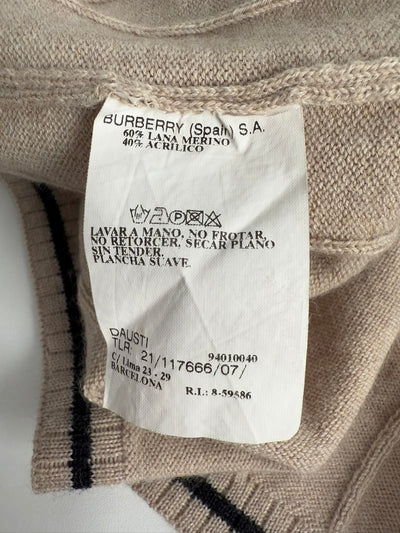 BURBERRY (Spain) S.A.
60% LANA MERINO
40% ACRILICO
LAVAR A MANO, NO FROTAR,
NO RETORCER, SECAR PLANO
SIN TENDER.
PLANCHA SUAVE.
DAUSTI
TLR: 21/117666/07/
94010040
C/ Lima 23 - 29
BARCELONA
R.I.: 8-59686